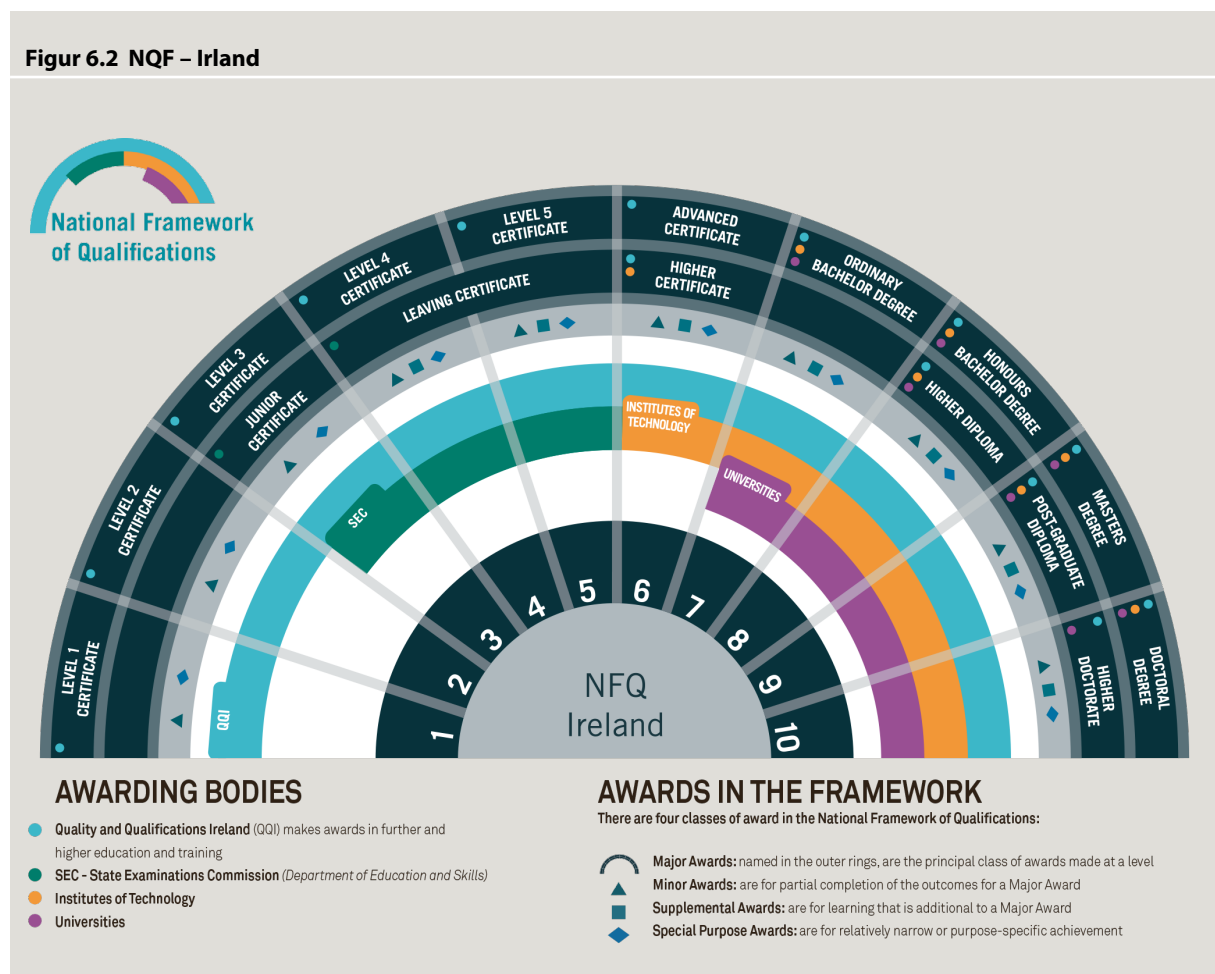 Figur 6.2 NQF – Irland
National Framework
of Qualifications
LEVEL 1
CERTIFICATE
LEVEL 2
CERTIFICATE
LEVEL 3
CERTIFICATE
JUNIOR
CERTIFICATE
LEVEL 4
CERTIFICATE
LEVEL 5
CERTIFICATE
LEAVING CERTIFICATE
ADVANCED
CERTIFICATE
HIGHER
CERTIFICATE
ORDINARY
BACHELOR DEGREE
HONOURS
BACHELOR DEGREE
HIGHER DIPLOMA
MASTERS
DEGREE
POST-GRADUATE
DIPLOMA
DOCTORAL
DEGREE
HIGHER
DOCTORATE
QQI
SEC
INSTITUTES OF
TECHNOLOGY
UNIVERSITIES
1
2
3
4
5
6
7
8
9
10
NFQ
Ireland
AWARDING BODIES
Quality and Qualifications Ireland (QQI) makes awards in further and
higher education and training
SEC - State Examinations Commission (Department of Education and Skills)
Institutes of Technology
Universities
AWARDS IN THE FRAMEWORK
There are four classes of award in the National Framework of Qualifications:
Major Awards: named in the outer rings, are the principal class of awards made at a level
Minor Awards: are for partial completion of the outcomes for a Major Award
Supplemental Awards: are for learning that is additional to a Major Award
Special Purpose Awards: are for relatively narrow or purpose-specific achievement